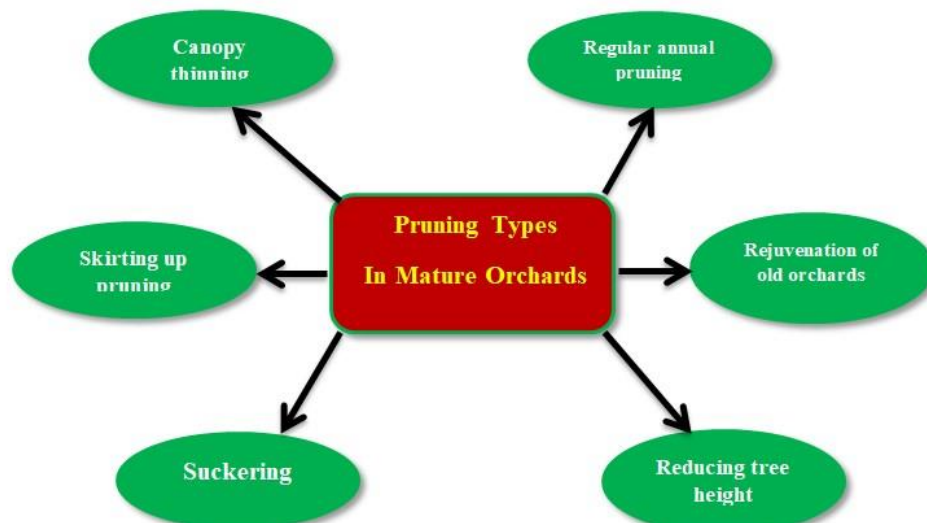 Canopy
thinning
Regular annual
pruning
Pruning Types
In Mature Orchards
Skirting up
pruning
Rejuvenation of
old orchards
Suckering
Reducing tree
height